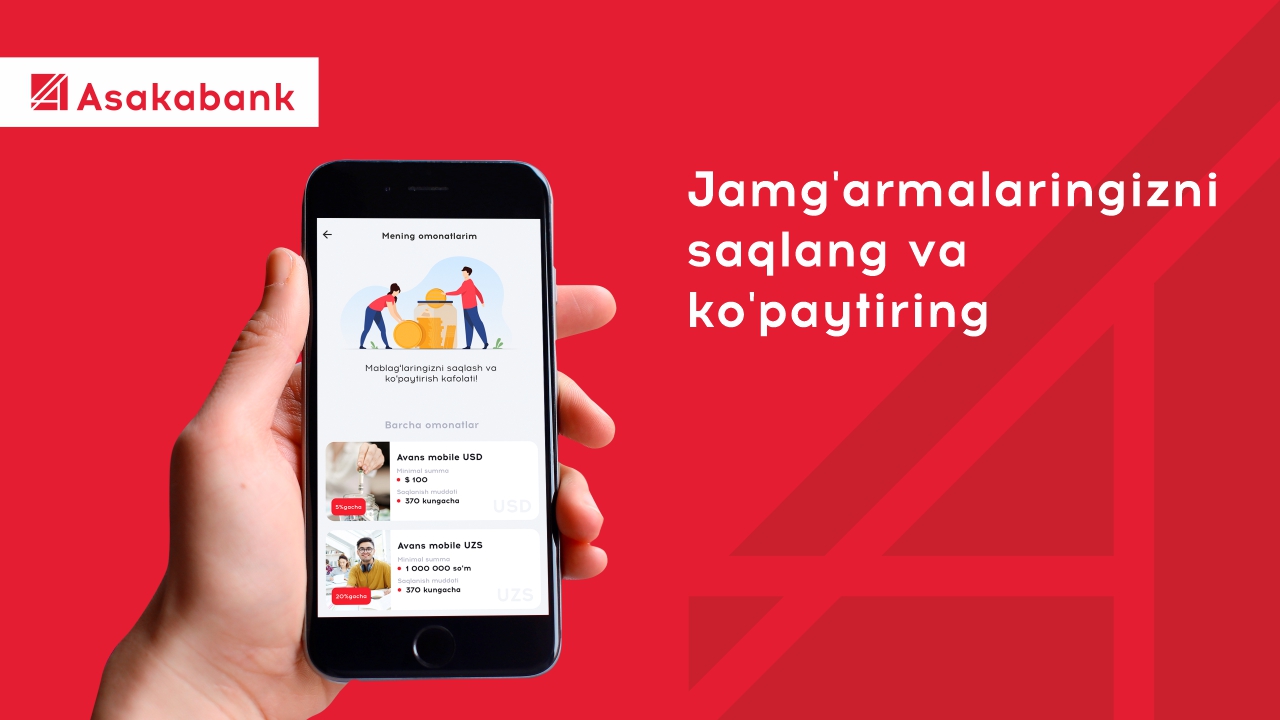 Asakabank
Jamg'armalaringizni
saqlang va
ko'paytiring
Mening omonatlarim
Mablag'laringizni saqlash va
ko'paytirish kafolati!
Barcha omonatlar
Avans mobile USD
Minimal summa
$ 100
Saqlanish muddati
370 kungacha
5%gacha
USD
Avans mobile UZS
Minimal summa
1 000 000 so'm
Saqlanish muddati
370 kungacha
20%gacha
UZS